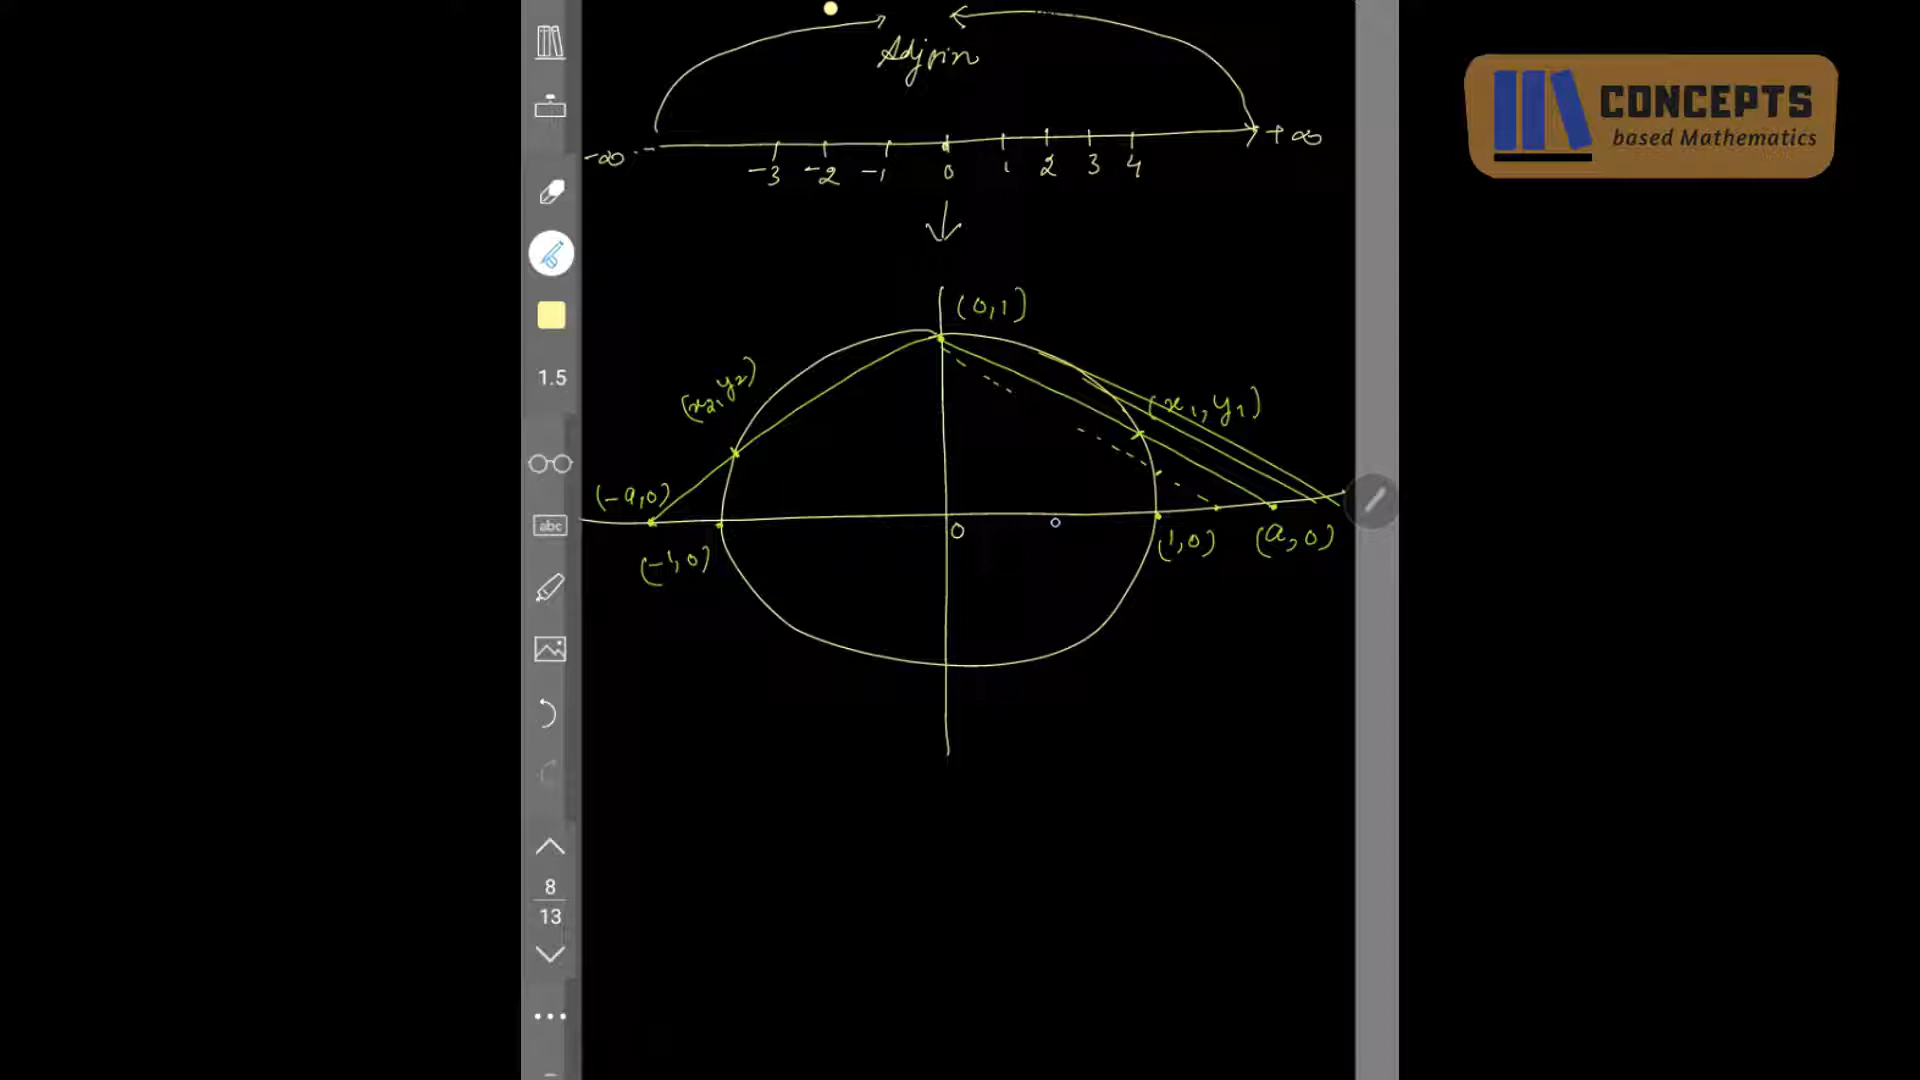 Adjoin
-∞ +∞
-3 -2 -1 0 1 2 3 4
(0,1)
(x2,y2) (x1,y1)
(-a,0)
0
(-1,0) (1,0) (a,0)
1.5
abc
8
13
CONCEPTS
based Mathematics